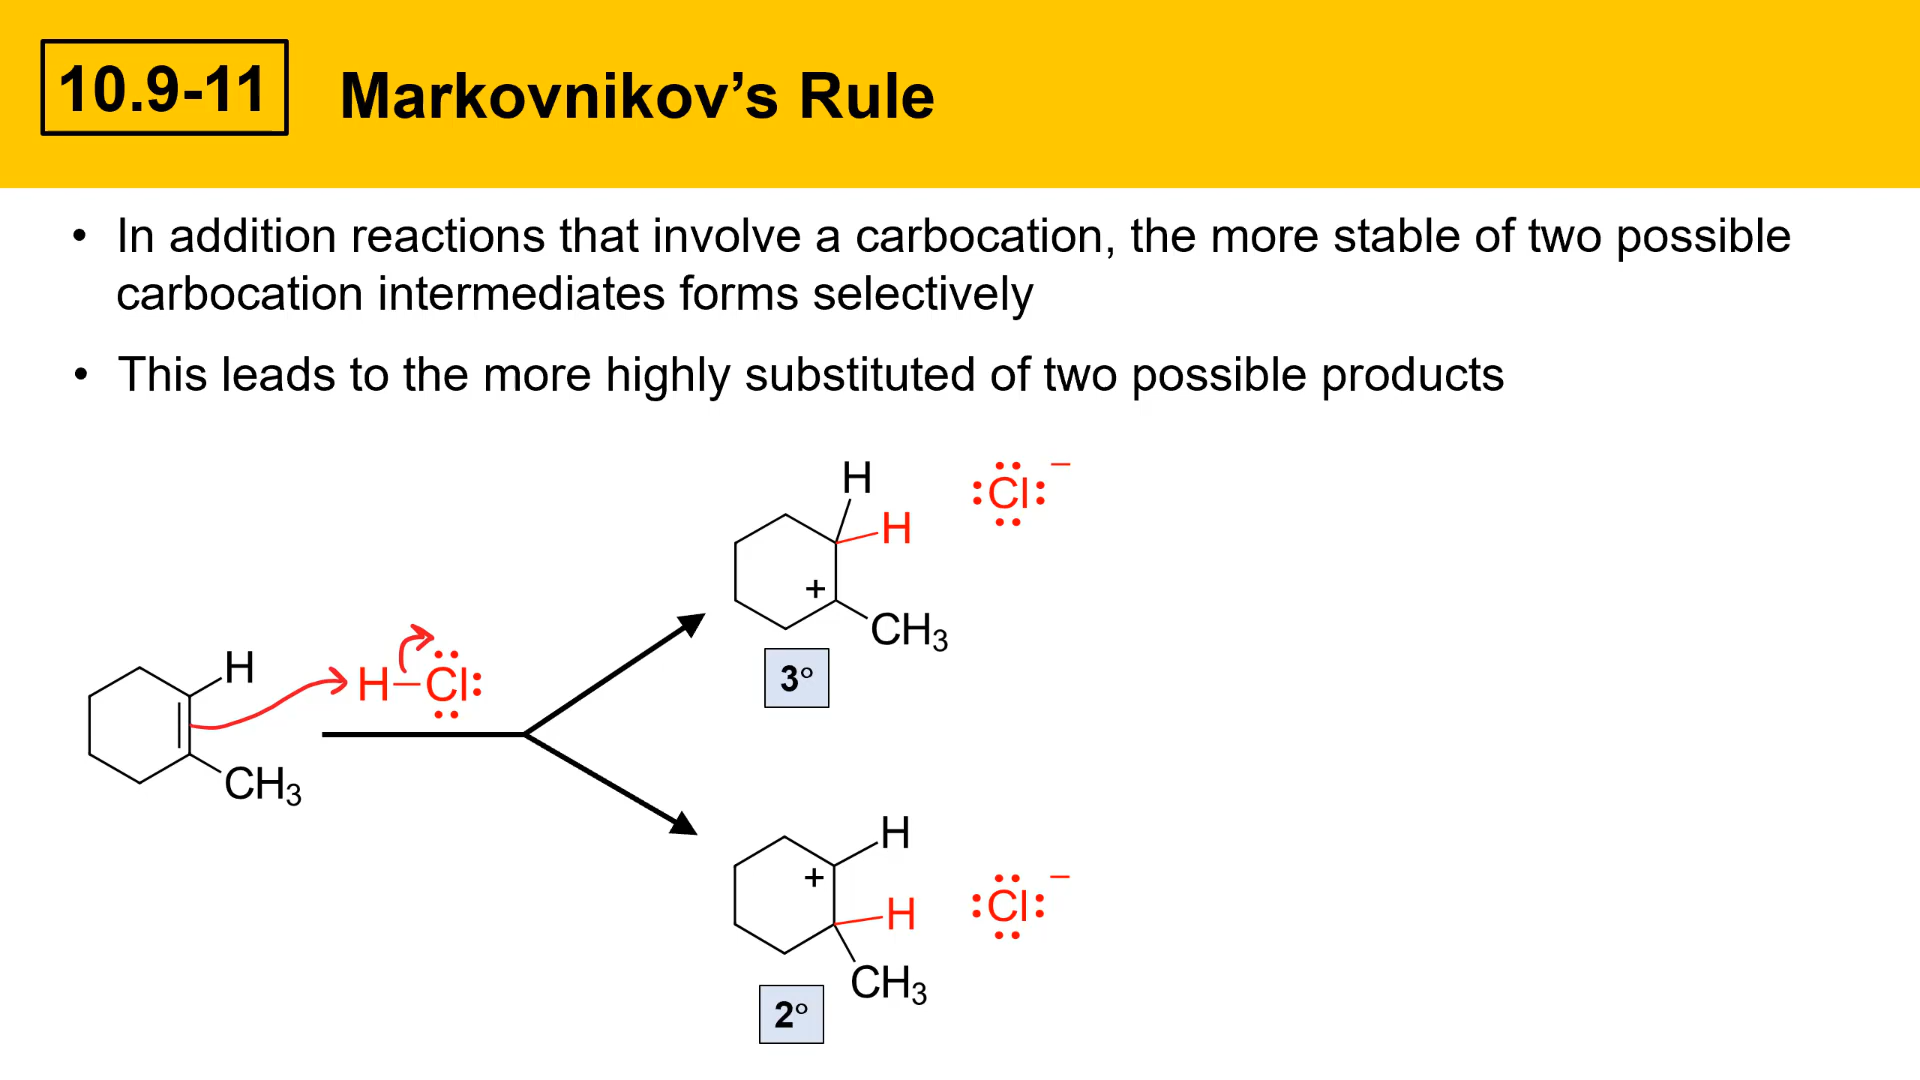 10.9-11
Markovnikov’s Rule
• In addition reactions that involve a carbocation, the more stable of two possible
carbocation intermediates forms selectively
• This leads to the more highly substituted of two possible products
H
H
Cl
−
+
CH3
3°
H
H–Cl
CH3
H
+
H
Cl
−
CH3
2°